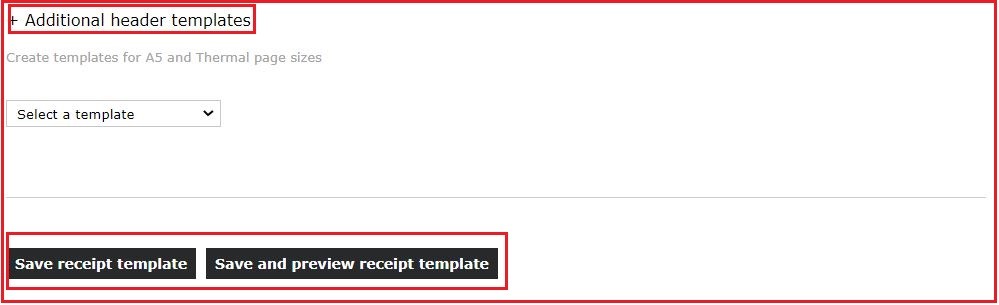 + Additional header templates
Create templates for A5 and Thermal page sizes
Select a template
Save receipt template Save and preview receipt template